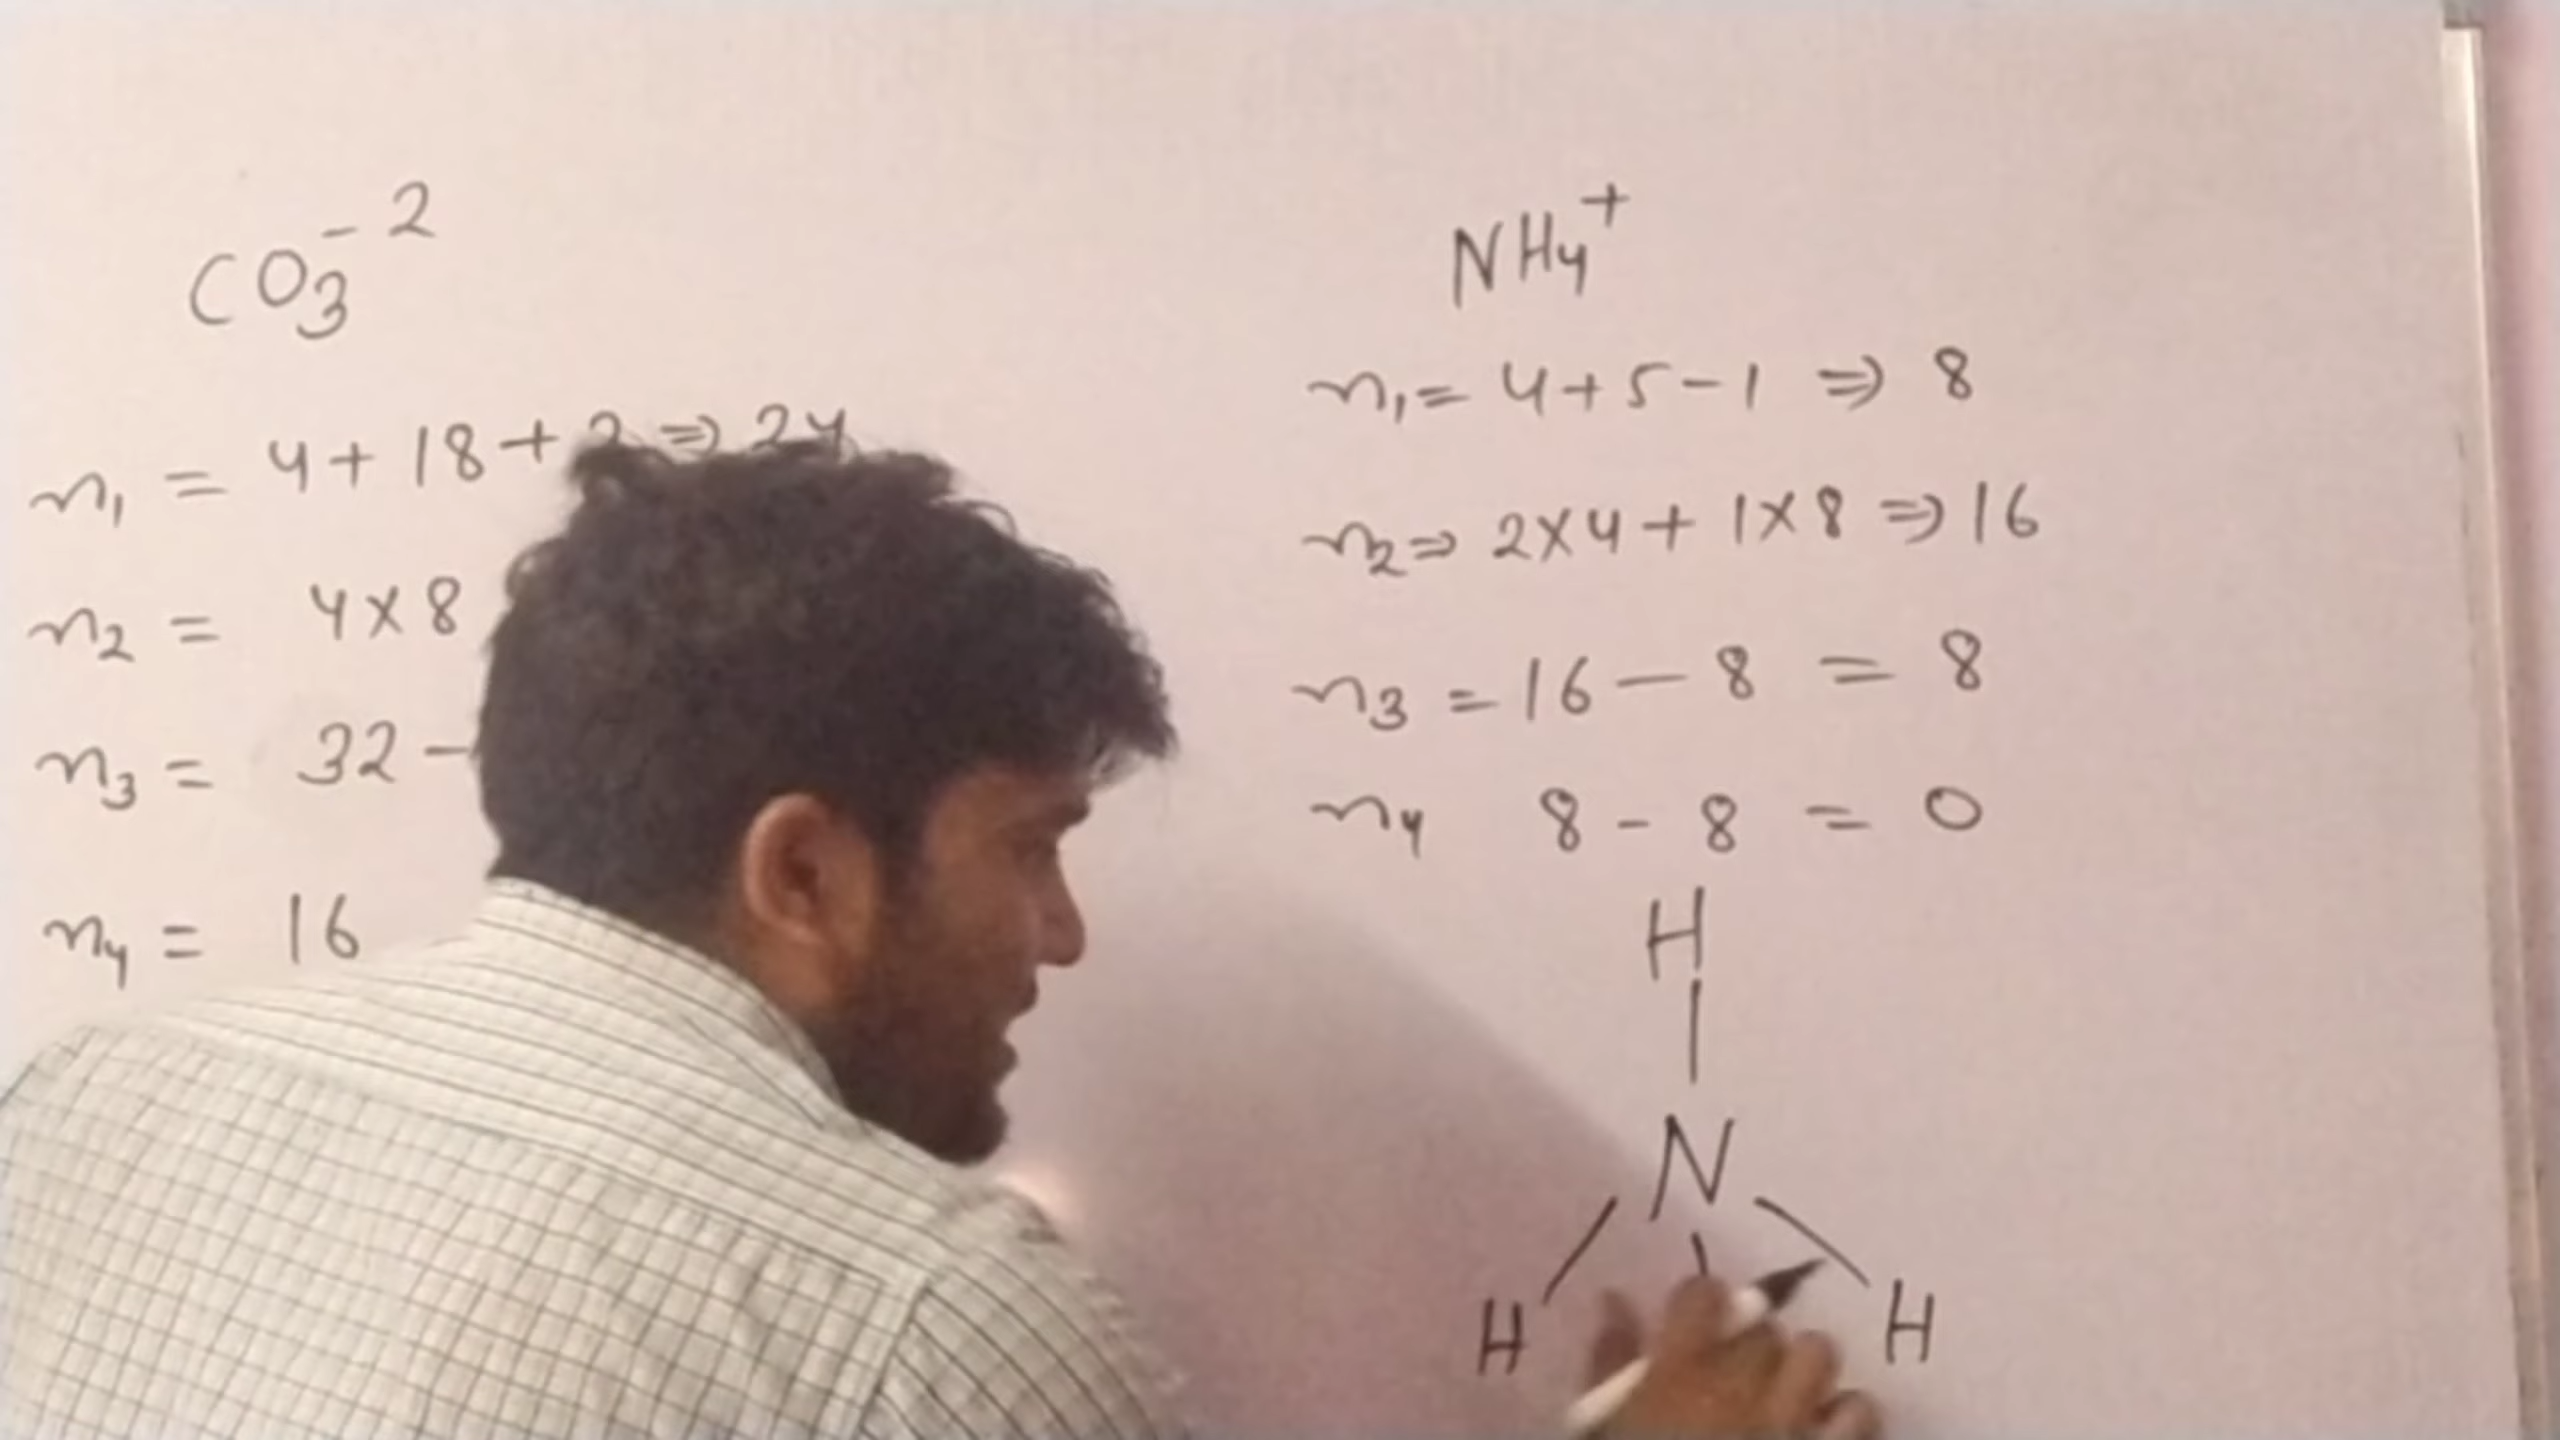 CO₃⁻²
n₁ = 4 + 18 + 2 ⇒ 24
n₂ = 4 × 8
n₃ = 32 -
n₄ = 16
NH₄⁺
n₁ = 4 + 5 - 1 ⇒ 8
n₂ ⇒ 2 × 4 + 1 × 8 ⇒ 16
n₃ = 16 - 8 = 8
n₄ 8 - 8 = 0
H
N
H H